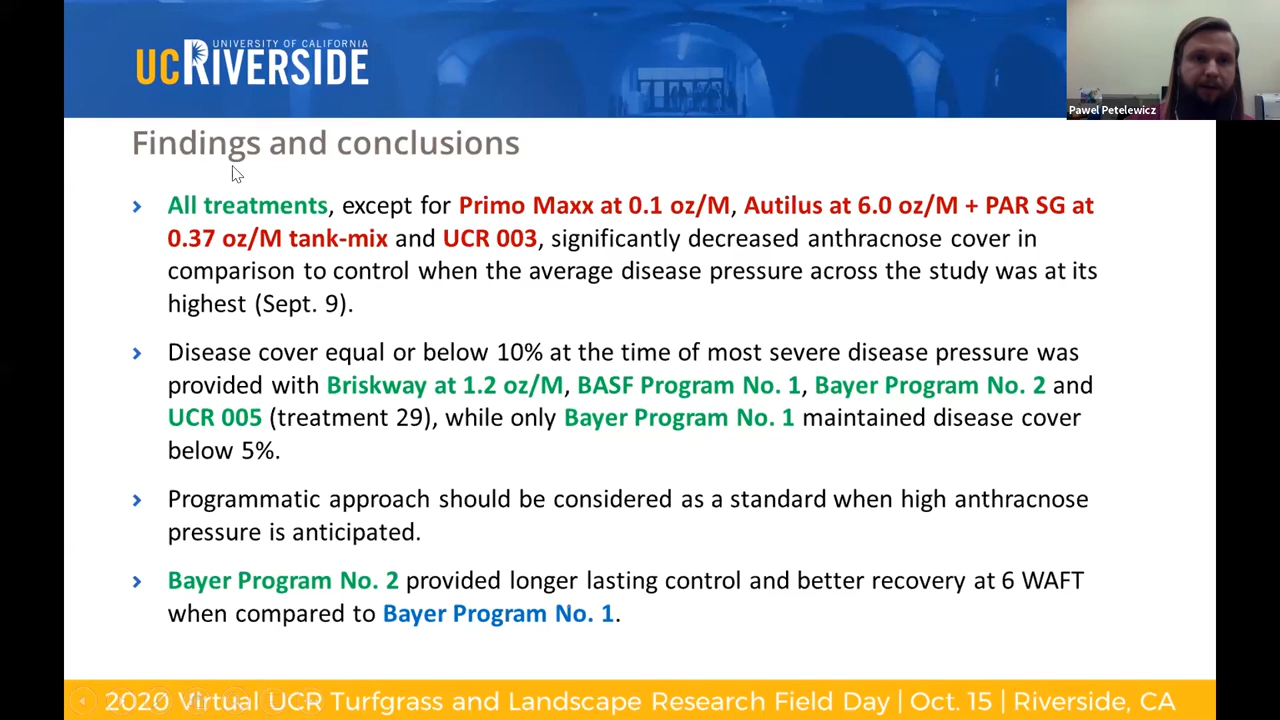 UNIVERSITY OF CALIFORNIA
UCRIVERSIDE
Pawel Petelewicz
Findings and conclusions
All treatments, except for Primo Maxx at 0.1 oz/M, Autilus at 6.0 oz/M + PAR SG at
0.37 oz/M tank-mix and UCR 003, significantly decreased anthracnose cover in
comparison to control when the average disease pressure across the study was at its
highest (Sept. 9).
Disease cover equal or below 10% at the time of most severe disease pressure was
provided with Briskway at 1.2 oz/M, BASF Program No. 1, Bayer Program No. 2 and
UCR 005 (treatment 29), while only Bayer Program No. 1 maintained disease cover
below 5%.
Programmatic approach should be considered as a standard when high anthracnose
pressure is anticipated.
Bayer Program No. 2 provided longer lasting control and better recovery at 6 WAFT
when compared to Bayer Program No. 1.
2020 Virtual UCR Turfgrass and Landscape Research Field Day | Oct. 15 | Riverside, CA